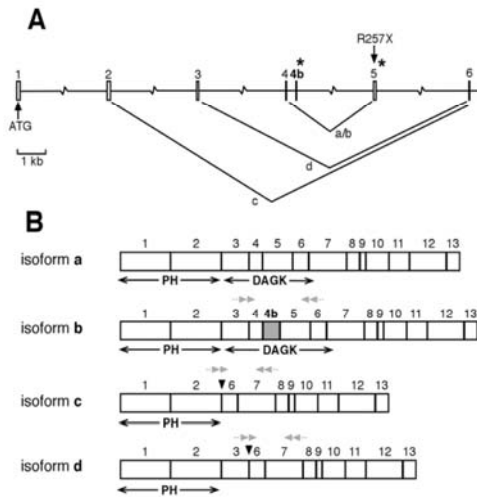 A
R257X
* *
1 2 3 4 4b 5 6
ATG
a/b
1 kb
d
c
B
1 2 3 4 5 6 7 8 9 10 11 12 13
isoform a
PH DAGK
1 2 3 4 4b 5 6 7 8 9 10 11 12 13
isoform b
PH DAGK
1 2 6 7 8 9 10 11 12 13
isoform c
PH
1 2 3 6 7 8 9 10 11 12 13
isoform d
PH